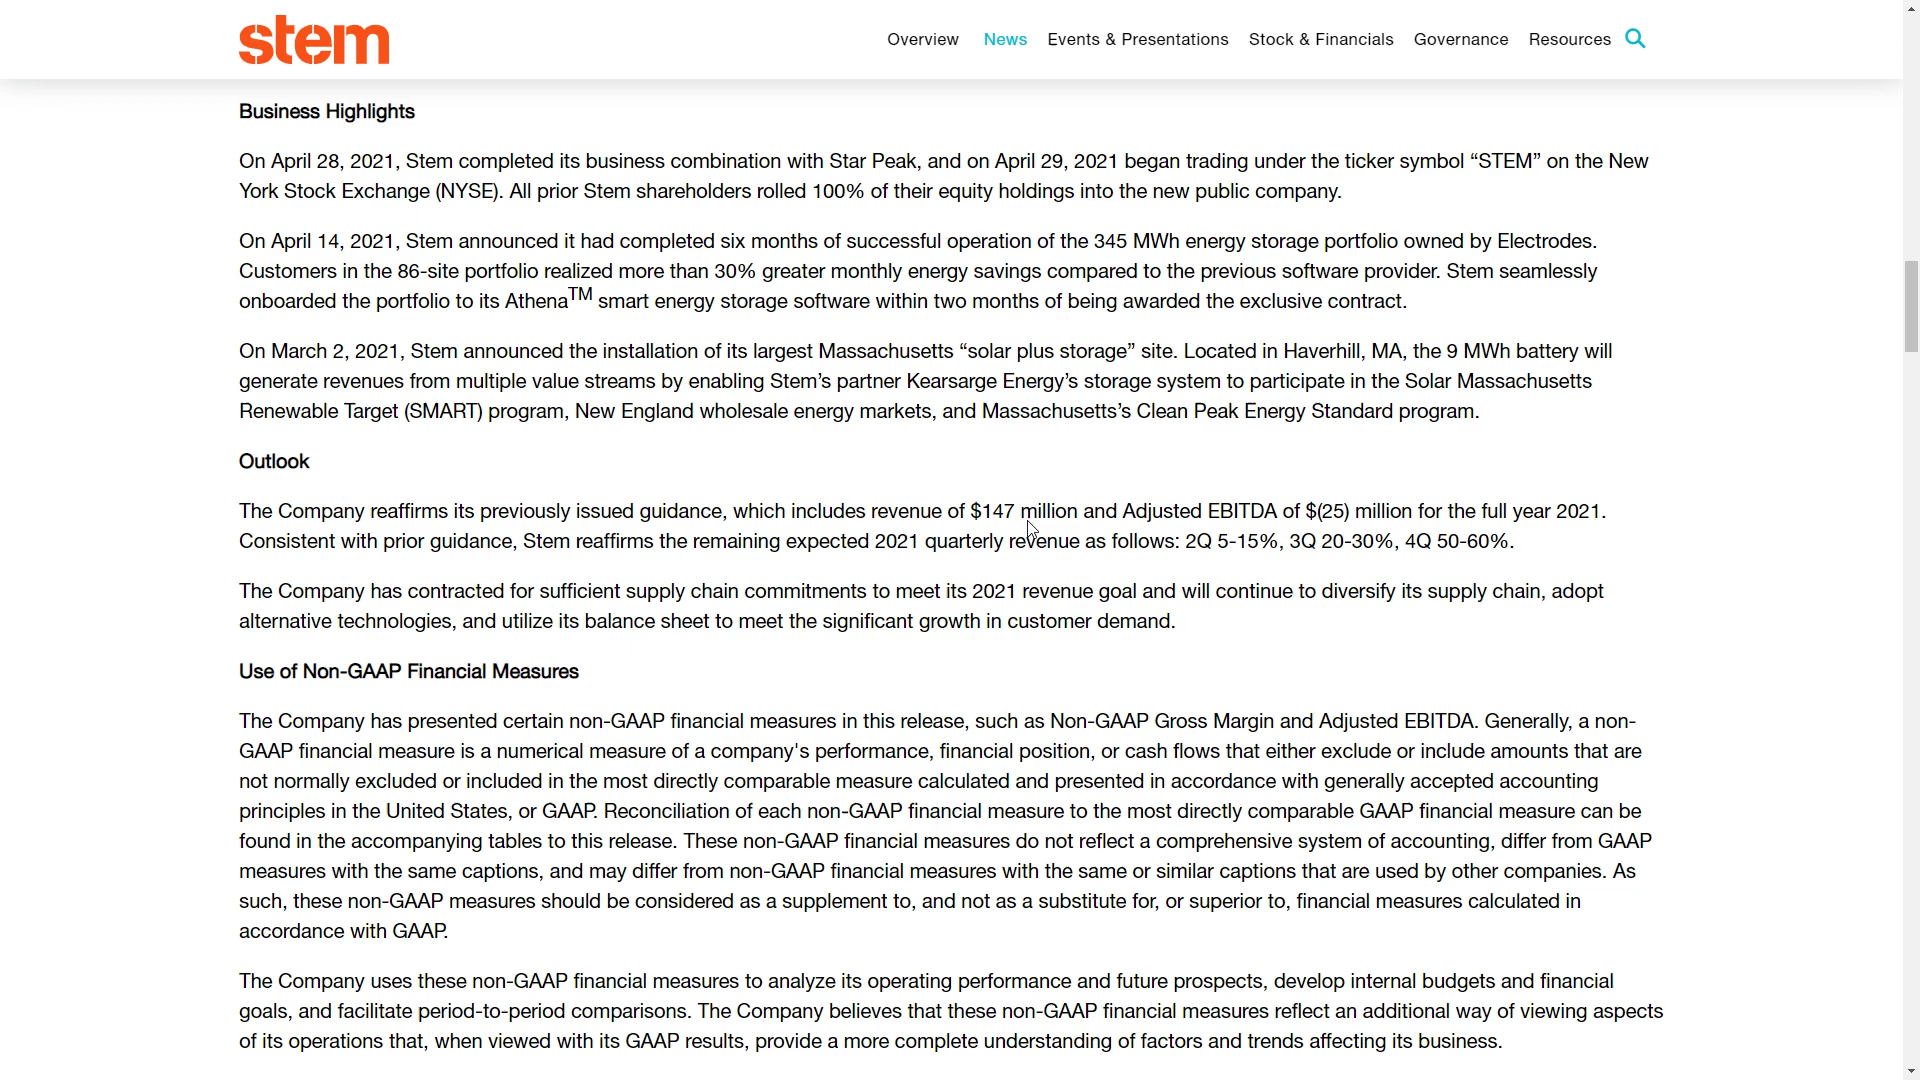 stem
Overview News Events & Presentations Stock & Financials Governance Resources
Business Highlights
On April 28, 2021, Stem completed its business combination with Star Peak, and on April 29, 2021 began trading under the ticker symbol “STEM” on the New
York Stock Exchange (NYSE). All prior Stem shareholders rolled 100% of their equity holdings into the new public company.
On April 14, 2021, Stem announced it had completed six months of successful operation of the 345 MWh energy storage portfolio owned by Electrodes.
Customers in the 86-site portfolio realized more than 30% greater monthly energy savings compared to the previous software provider. Stem seamlessly
onboarded the portfolio to its Athena™ smart energy storage software within two months of being awarded the exclusive contract.
On March 2, 2021, Stem announced the installation of its largest Massachusetts “solar plus storage” site. Located in Haverhill, MA, the 9 MWh battery will
generate revenues from multiple value streams by enabling Stem’s partner Kearsarge Energy’s storage system to participate in the Solar Massachusetts
Renewable Target (SMART) program, New England wholesale energy markets, and Massachusetts’s Clean Peak Energy Standard program.
Outlook
The Company reaffirms its previously issued guidance, which includes revenue of $147 million and Adjusted EBITDA of $(25) million for the full year 2021.
Consistent with prior guidance, Stem reaffirms the remaining expected 2021 quarterly revenue as follows: 2Q 5-15%, 3Q 20-30%, 4Q 50-60%.
The Company has contracted for sufficient supply chain commitments to meet its 2021 revenue goal and will continue to diversify its supply chain, adopt
alternative technologies, and utilize its balance sheet to meet the significant growth in customer demand.
Use of Non-GAAP Financial Measures
The Company has presented certain non-GAAP financial measures in this release, such as Non-GAAP Gross Margin and Adjusted EBITDA. Generally, a non-
GAAP financial measure is a numerical measure of a company's performance, financial position, or cash flows that either exclude or include amounts that are
not normally excluded or included in the most directly comparable measure calculated and presented in accordance with generally accepted accounting
principles in the United States, or GAAP. Reconciliation of each non-GAAP financial measure to the most directly comparable GAAP financial measure can be
found in the accompanying tables to this release. These non-GAAP financial measures do not reflect a comprehensive system of accounting, differ from GAAP
measures with the same captions, and may differ from non-GAAP financial measures with the same or similar captions that are used by other companies. As
such, these non-GAAP measures should be considered as a supplement to, and not as a substitute for, or superior to, financial measures calculated in
accordance with GAAP.
The Company uses these non-GAAP financial measures to analyze its operating performance and future prospects, develop internal budgets and financial
goals, and facilitate period-to-period comparisons. The Company believes that these non-GAAP financial measures reflect an additional way of viewing aspects
of its operations that, when viewed with its GAAP results, provide a more complete understanding of factors and trends affecting its business.